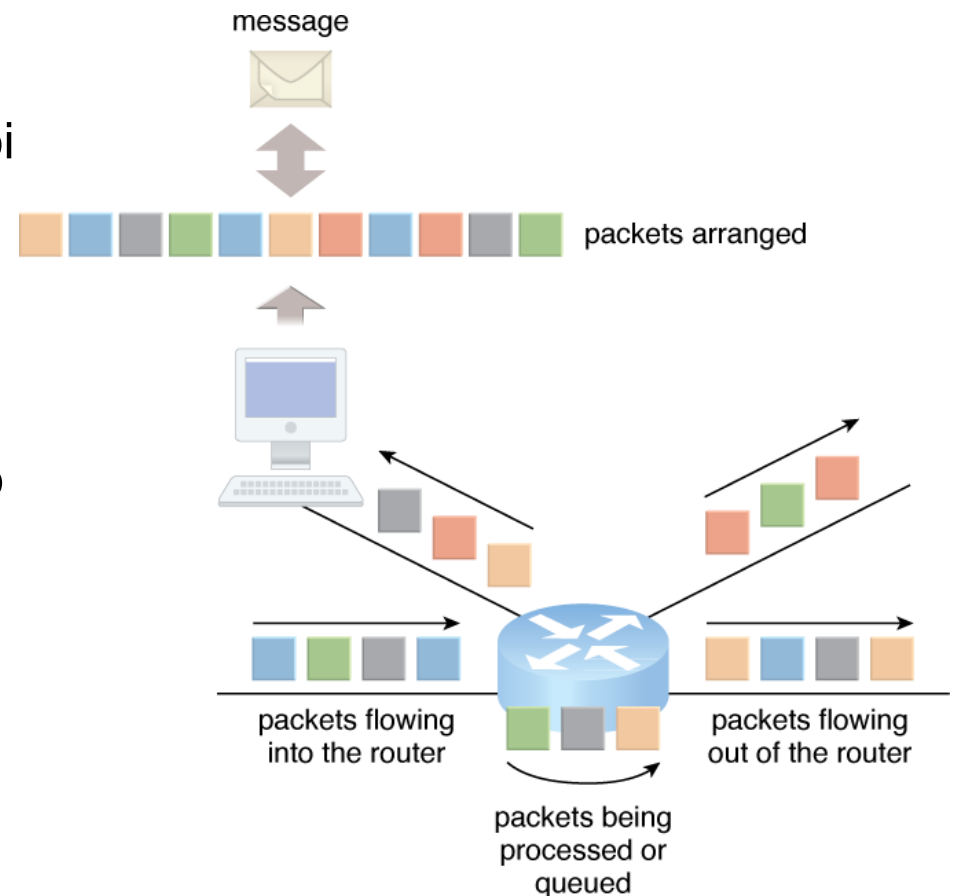 message
pi
packets arranged
packets flowing
into the router
packets flowing
out of the router
packets being
processed or
queued